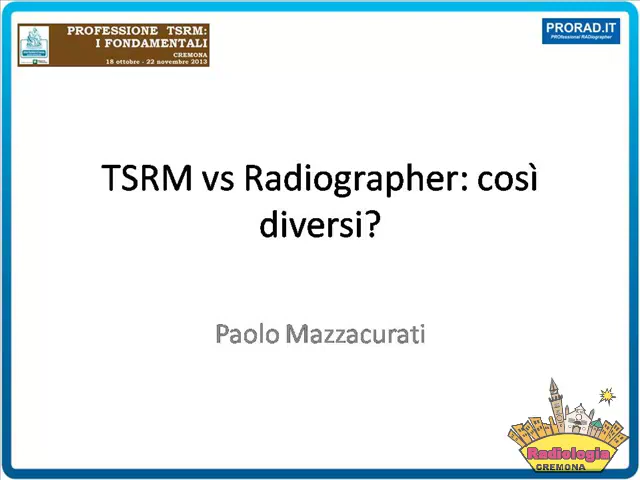 PROFESSIONE TSRM:
I FONDAMENTALI
CREMONA
18 ottobre - 22 novembre 2013
PRORAD.IT
PROfessional RADiographer
TSRM vs Radiographer: così
diversi?
Paolo Mazzacurati
Radiologia
CREMONA